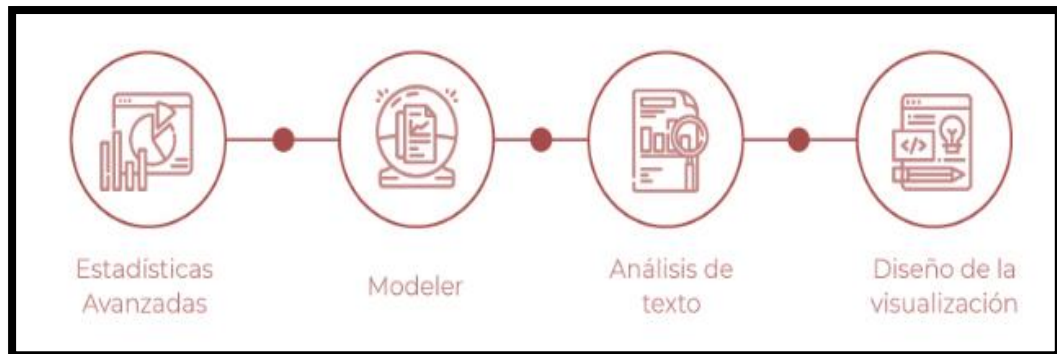 Estadísticas
Avanzadas
Modeler
Análisis de
texto
Diseño de la
visualización